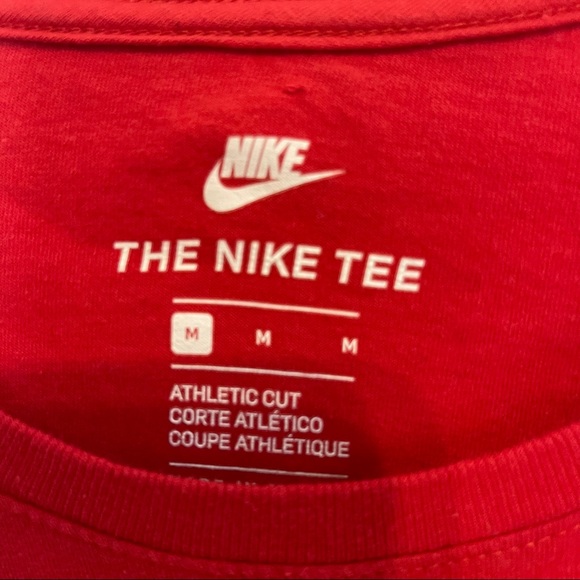 NIKE
THE NIKE TEE
M M M
ATHLETIC CUT
CORTE ATLÉTICO
COUPE ATHLÉTIQUE